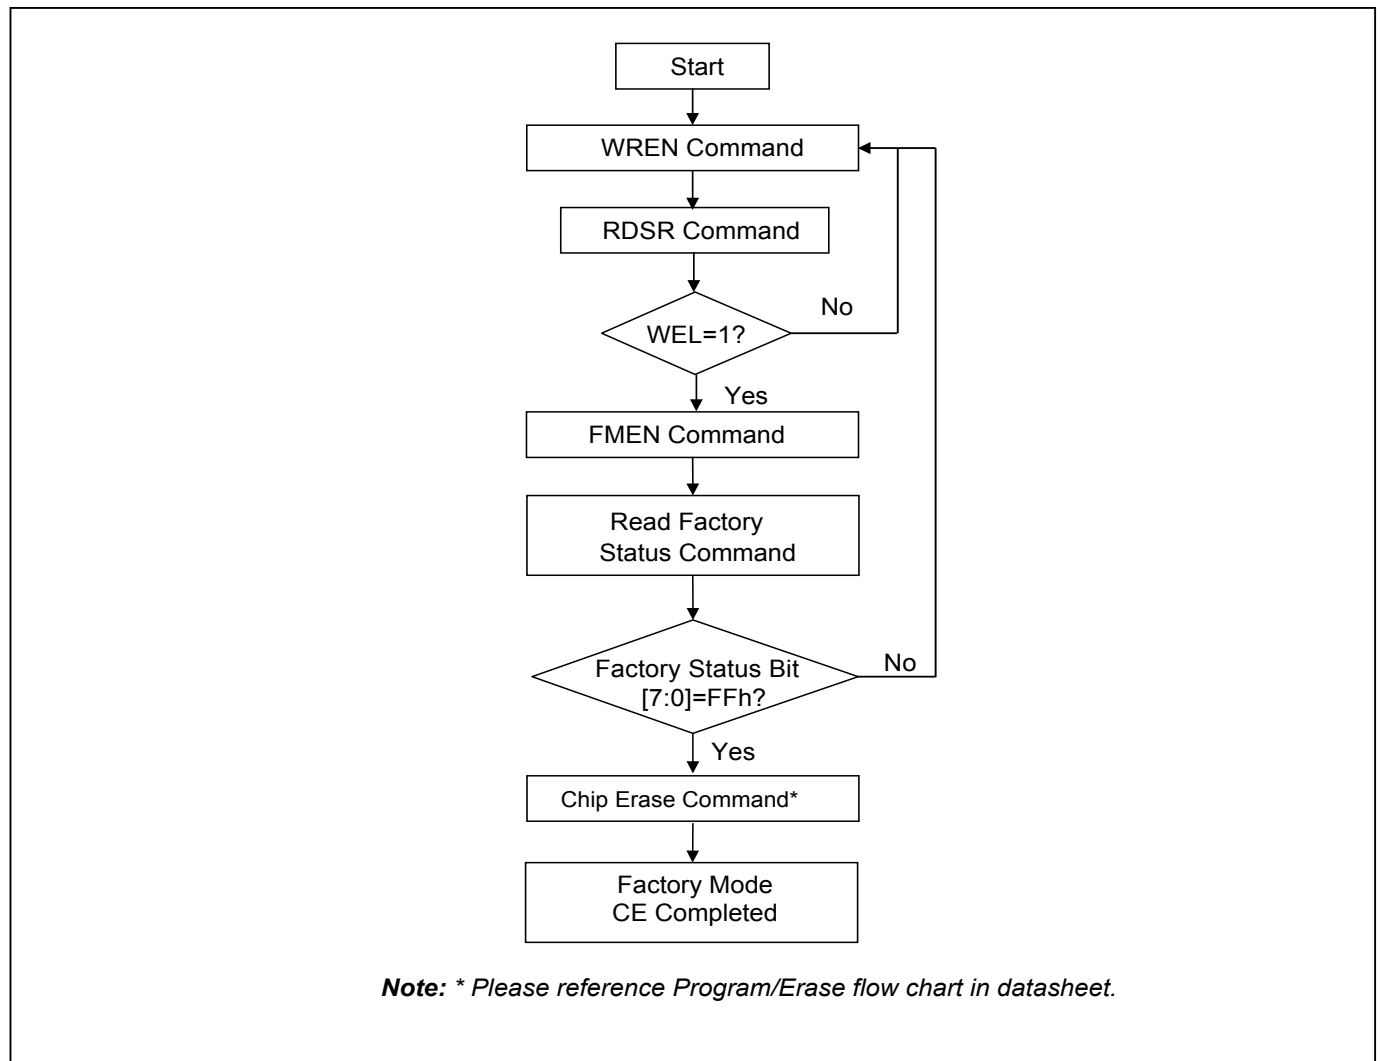 Start
WREN Command
RDSR Command
No
WEL=1?
Yes
FMEN Command
Read Factory
Status Command
Factory Status Bit
[7:0]=FFh?
No
Yes
Chip Erase Command*
Factory Mode
CE Completed
Note: * Please reference Program/Erase flow chart in datasheet.